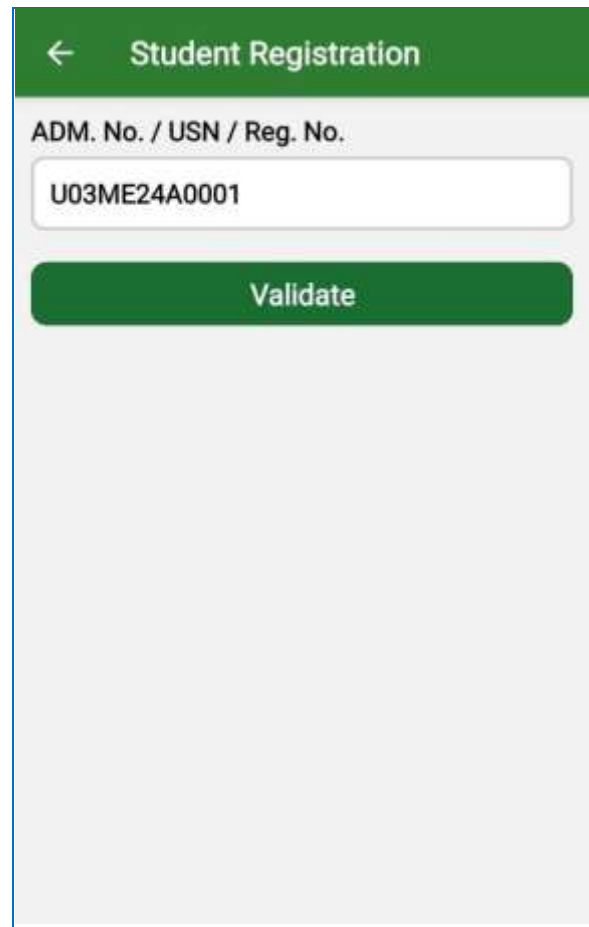 Student Registration
ADM. No. / USN / Reg. No.
U03ME24A0001
Validate